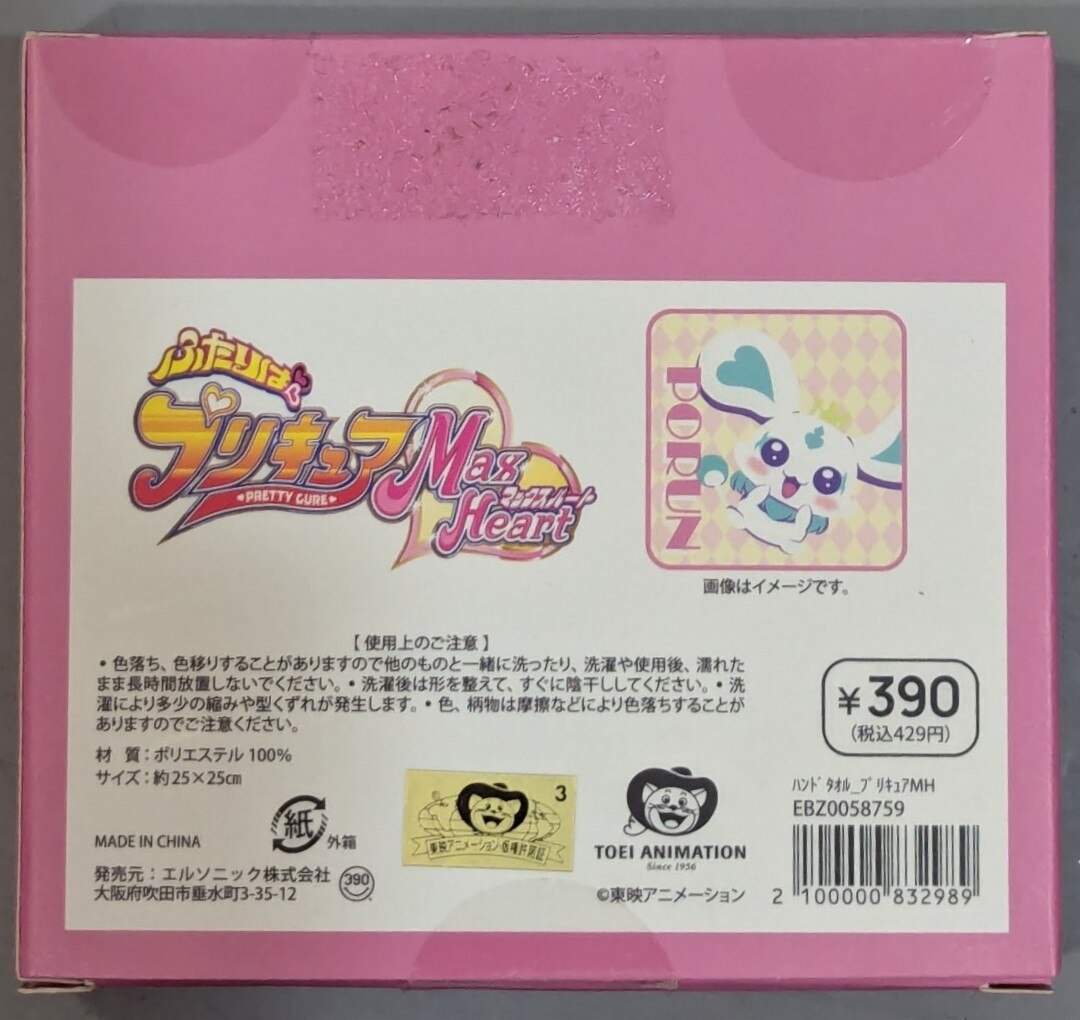 ふたりは
プリキュア
PRETTY CURE
Max
Heart
マックスハート
PORUN
画像はイメージです。
【使用上のご注意】
・色落ち、色移りすることがありますので他のものと一緒に洗ったり、洗濯や使用後、濡れた
まま長時間放置しないでください。・洗濯後は形を整えて、すぐに陰干ししてください。・洗
濯により多少の縮みや型くずれが発生します。・色、柄物は摩擦などにより色落ちすることが
ありますのでご注意ください。
材 質：ポリエステル 100%
サイズ：約25×25㎝
¥390
(税込429円)
ﾊﾝﾄﾞﾀｵﾙ_ﾌﾟﾘｷｭｱMH
EBZ0058759
2 100000 832989
MADE IN CHINA
紙
外箱
3
東映アニメーション・版権許諾証
TOEI ANIMATION
Since 1956
©東映アニメーション
発売元：エルソニック株式会社
大阪府吹田市垂水町3-35-12
390